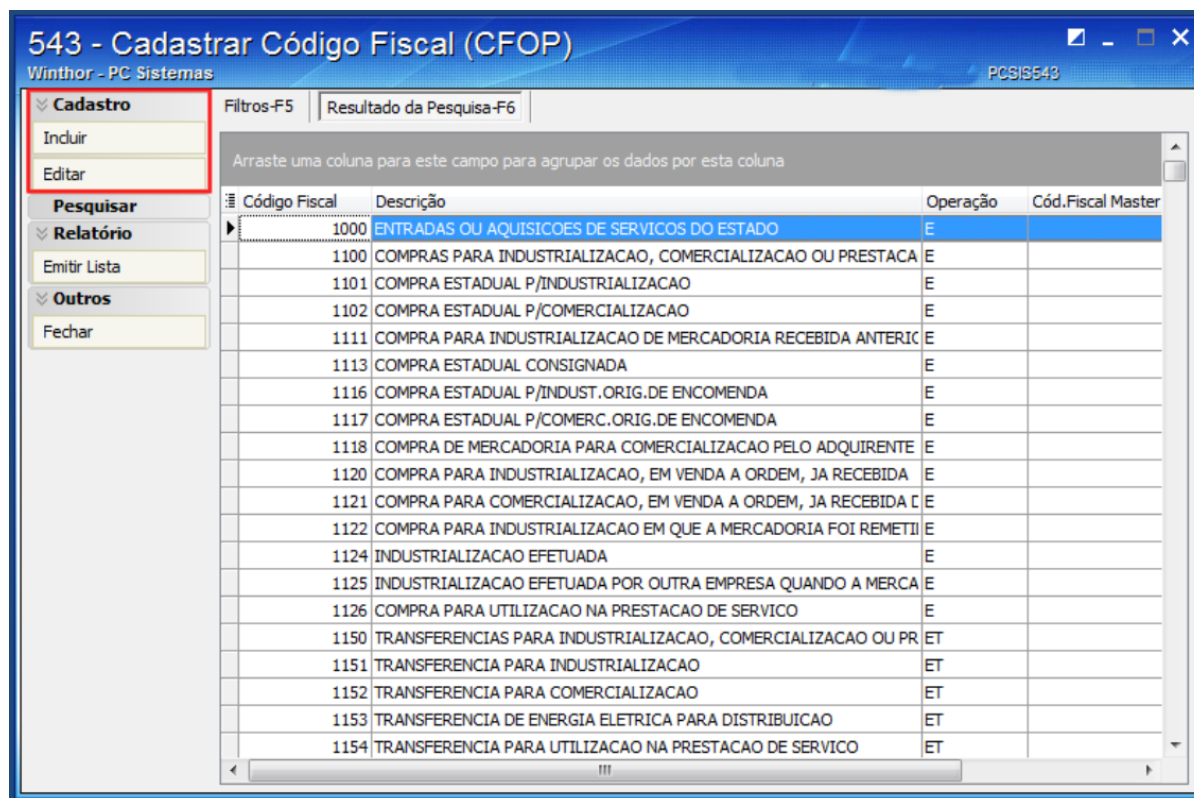 543 - Cadastrar Código Fiscal (CFOP)
Winthor - PC Sistemas
PCSIS543
Cadastro
Incluir
Editar
Pesquisar
Relatório
Emitir Lista
Outros
Fechar
Filtros-F5 Resultado da Pesquisa-F6
Arraste uma coluna para este campo para agrupar os dados por esta coluna
Código Fiscal Descrição Operação Cód.Fiscal Master
1000 ENTRADAS OU AQUISICOES DE SERVICOS DO ESTADO E
1100 COMPRAS PARA INDUSTRIALIZACAO, COMERCIALIZACAO OU PRESTACA E
1101 COMPRA ESTADUAL P/INDUSTRIALIZACAO E
1102 COMPRA ESTADUAL P/COMERCIALIZACAO E
1111 COMPRA PARA INDUSTRIALIZACAO DE MERCADORIA RECEBIDA ANTERIC E
1113 COMPRA ESTADUAL CONSIGNADA E
1116 COMPRA ESTADUAL P/INDUST.ORIG.DE ENCOMENDA E
1117 COMPRA ESTADUAL P/COMERC.ORIG.DE ENCOMENDA E
1118 COMPRA DE MERCADORIA PARA COMERCIALIZACAO PELO ADQUIRENTE E
1120 COMPRA PARA INDUSTRIALIZACAO, EM VENDA A ORDEM, JA RECEBIDA E
1121 COMPRA PARA COMERCIALIZACAO, EM VENDA A ORDEM, JA RECEBIDA E
1122 COMPRA PARA INDUSTRIALIZACAO EM QUE A MERCADORIA FOI REMETI E
1124 INDUSTRIALIZACAO EFETUADA E
1125 INDUSTRIALIZACAO EFETUADA POR OUTRA EMPRESA QUANDO A MERCA E
1126 COMPRA PARA UTILIZACAO NA PRESTACAO DE SERVICO E
1150 TRANSFERENCIAS PARA INDUSTRIALIZACAO, COMERCIALIZACAO OU PR ET
1151 TRANSFERENCIA PARA INDUSTRIALIZACAO ET
1152 TRANSFERENCIA PARA COMERCIALIZACAO ET
1153 TRANSFERENCIA DE ENERGIA ELETRICA PARA DISTRIBUICAO ET
1154 TRANSFERENCIA PARA UTILIZACAO NA PRESTACAO DE SERVICO ET